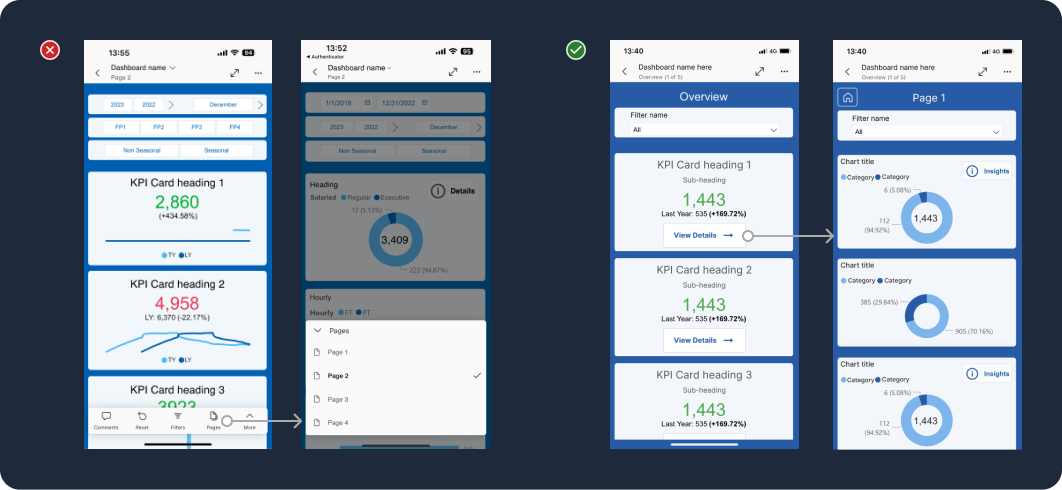 13:55
84
Dashboard name
Page 2
2023 2022 December
FP1 FP2 FP3 FP4
Non Seasonal Seasonal
KPI Card heading 1
2,860
(+434.58%)
TY LY
KPI Card heading 2
4,958
LY: 6,370 (-22.17%)
TY LY
KPI Card heading 3
3923
Comments Reset Filters Pages More
13:52
95
Authenticator
Dashboard name
Page 2
1/1/2018 12/31/2022
2023 2022 December
Non Seasonal Seasonal
Heading
Salaried Regular Executive
Details
12 (5.13%)
3,409
222 (94.87%)
Hourly
Hourly FT PT
Pages
Page 1
Page 2
Page 3
Page 4
13:40
4G
Dashboard name here
Overview (1 of 5)
Overview
Filter name
All
KPI Card heading 1
Sub-heading
1,443
Last Year: 535 (+169.72%)
View Details
KPI Card heading 2
Sub-heading
1,443
Last Year: 535 (+169.72%)
View Details
KPI Card heading 3
Sub-heading
1,443
Last Year: 535 (+169.72%)
13:40
4G
Dashboard name here
Overview (1 of 5)
Page 1
Filter name
All
Chart title
Category Category
Insights
6 (5.08%)
1,443
112
(94.92%)
Chart title
Category Category
385 (29.84%)
905 (70.16%)
Chart title
Category Category
Insights
6 (5.08%)
1,443
112
(94.92%)